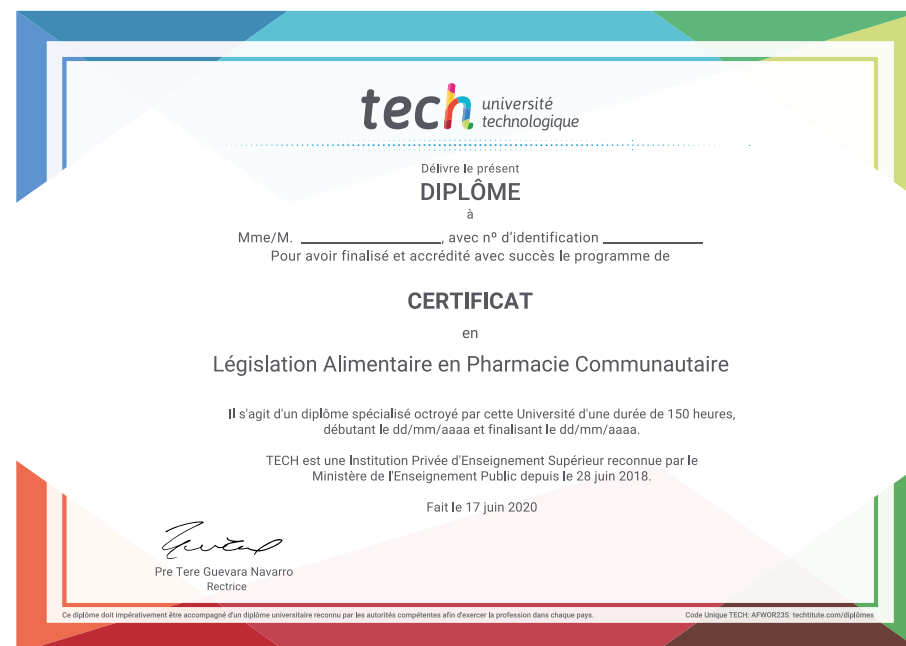 tech université
technologique
Délivre le présent
DIPLÔME
à
Mme/M. ____________________, avec nº d'identification ______________
Pour avoir finalisé et accrédité avec succès le programme de
CERTIFICAT
en
Législation Alimentaire en Pharmacie Communautaire
Il s'agit d'un diplôme spécialisé octroyé par cette Université d'une durée de 150 heures,
débutant le dd/mm/aaaa et finalisant le dd/mm/aaaa.
TECH est une Institution Privée d'Enseignement Supérieur reconnue par le
Ministère de l'Enseignement Public depuis le 28 juin 2018.
Fait le 17 juin 2020
Pre Tere Guevara Navarro
Rectrice
Ce diplôme doit impérativement être accompagné d'un diplôme universitaire reconnu par les autorités compétentes afin d'exercer la profession dans chaque pays.
Code Unique TECH: AFWOR23S techtitute.com/diplômes